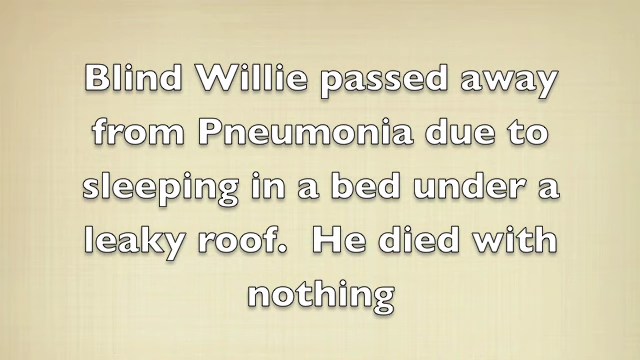 Blind Willie passed away
from Pneumonia due to
sleeping in a bed under a
leaky roof.  He died with
nothing